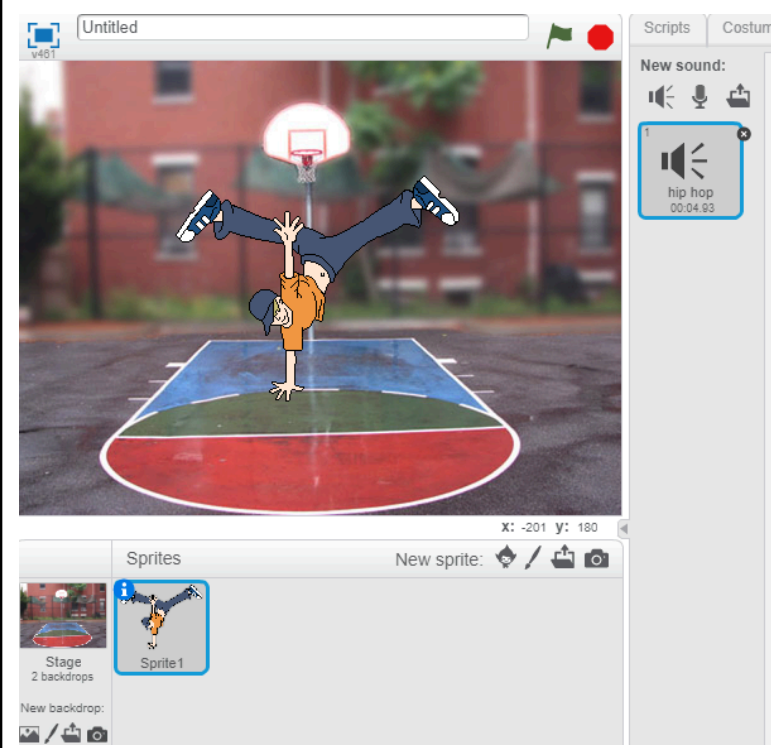 Untitled
v461
Scripts
Costum
New sound:
1
hip hop
00:04.93
x: -201 y: 180
Sprites
New sprite:
Sprite1
Stage
2 backdrops
New backdrop: